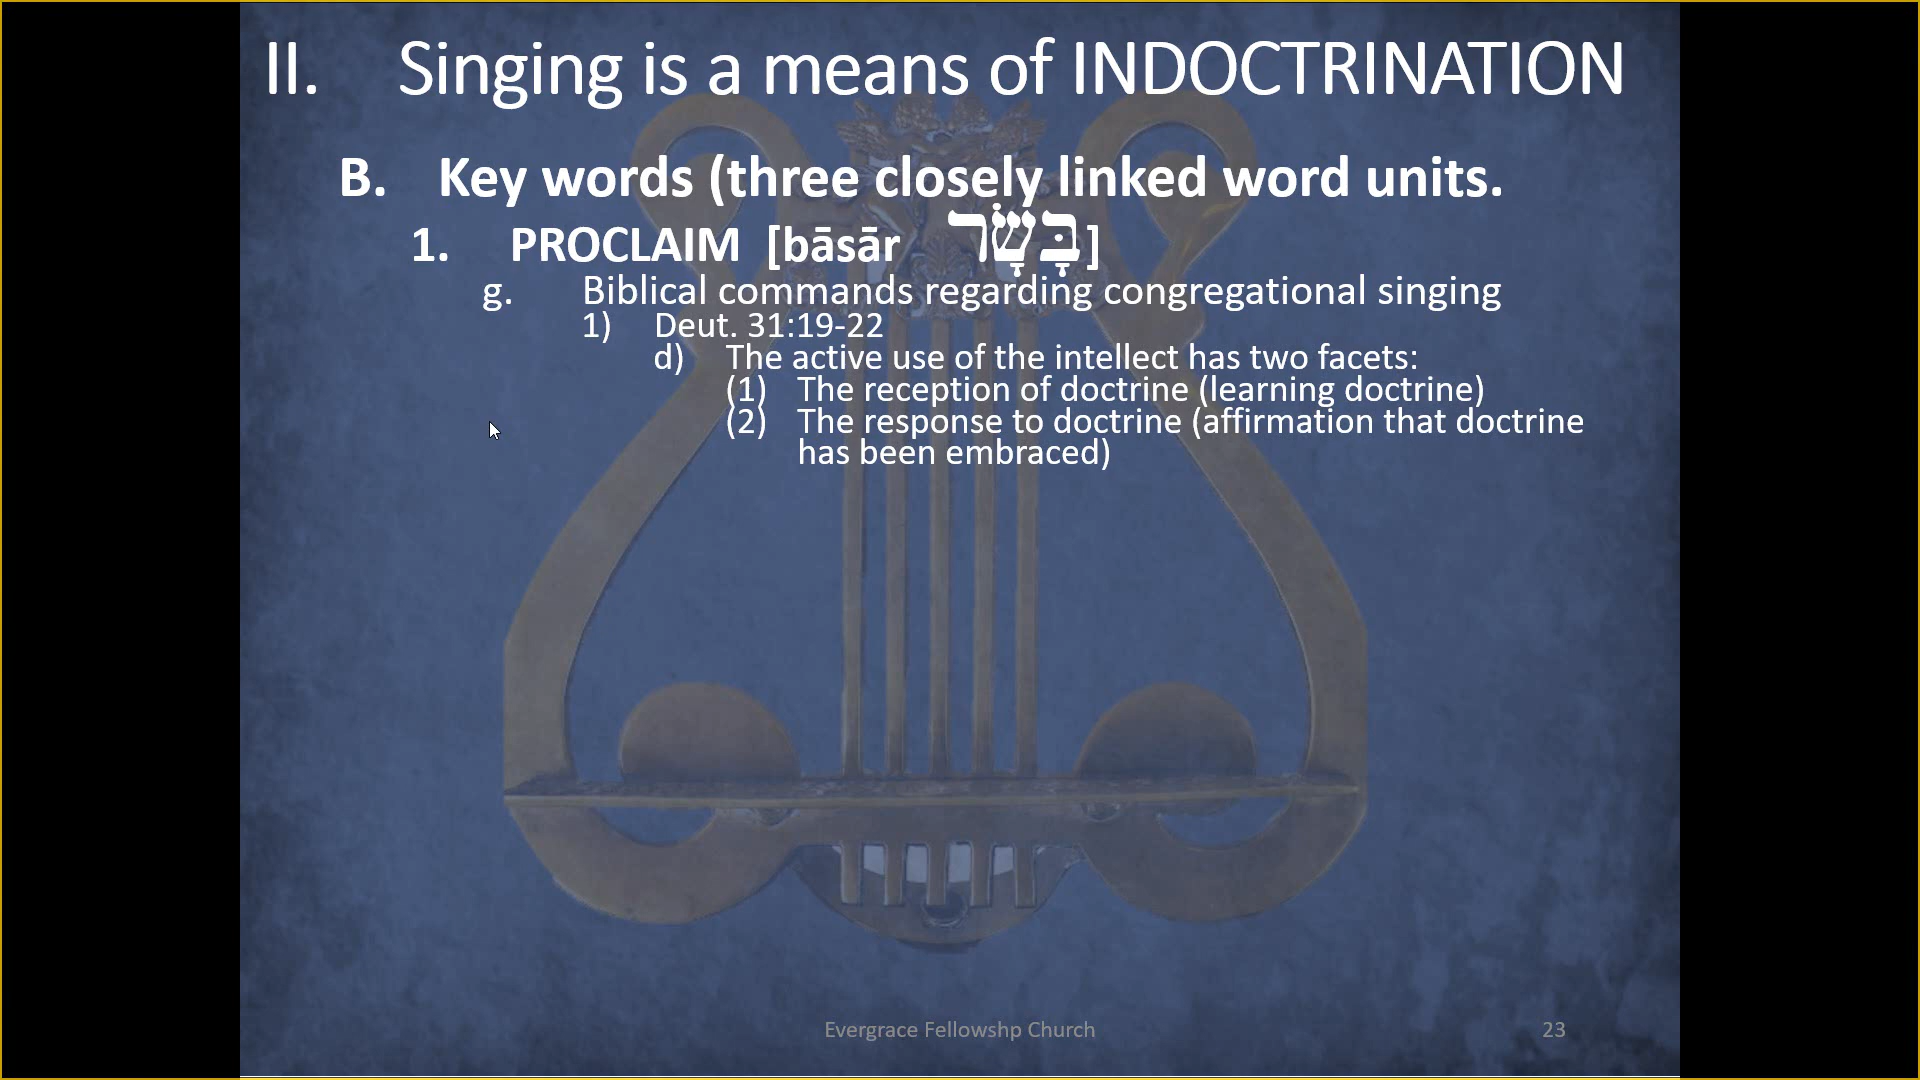 II. Singing is a means of INDOCTRINATION
B. Key words (three closely linked word units.
1. PROCLAIM [bāsār בָּשָׂר]
g. Biblical commands regarding congregational singing
1) Deut. 31:19-22
d) The active use of the intellect has two facets:
(1) The reception of doctrine (learning doctrine)
(2) The response to doctrine (affirmation that doctrine
has been embraced)
Evergrace Fellowshp Church
23